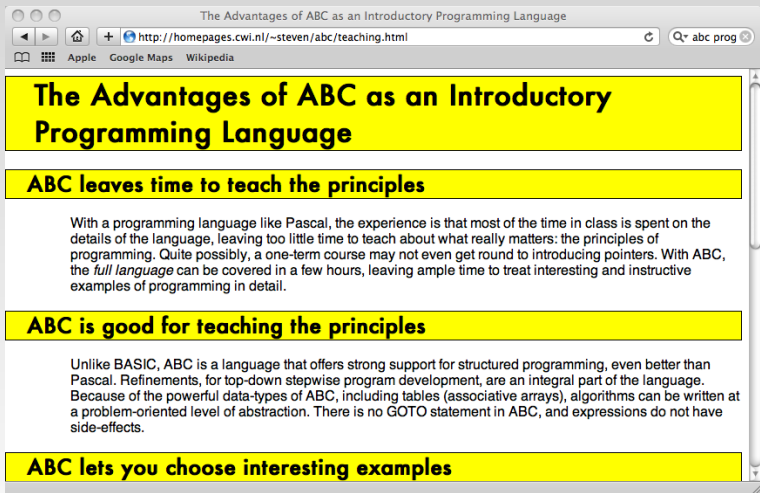 The Advantages of ABC as an Introductory Programming Language
http://homepages.cwi.nl/~steven/abc/teaching.html
abc prog
Apple Google Maps Wikipedia
The Advantages of ABC as an Introductory
Programming Language
ABC leaves time to teach the principles
With a programming language like Pascal, the experience is that most of the time in class is spent on the
details of the language, leaving too little time to teach about what really matters: the principles of
programming. Quite possibly, a one-term course may not even get round to introducing pointers. With ABC,
the full language can be covered in a few hours, leaving ample time to treat interesting and instructive
examples of programming in detail.
ABC is good for teaching the principles
Unlike BASIC, ABC is a language that offers strong support for structured programming, even better than
Pascal. Refinements, for top-down stepwise program development, are an integral part of the language.
Because of the powerful data-types of ABC, including tables (associative arrays), algorithms can be written at
a problem-oriented level of abstraction. There is no GOTO statement in ABC, and expressions do not have
side-effects.
ABC lets you choose interesting examples